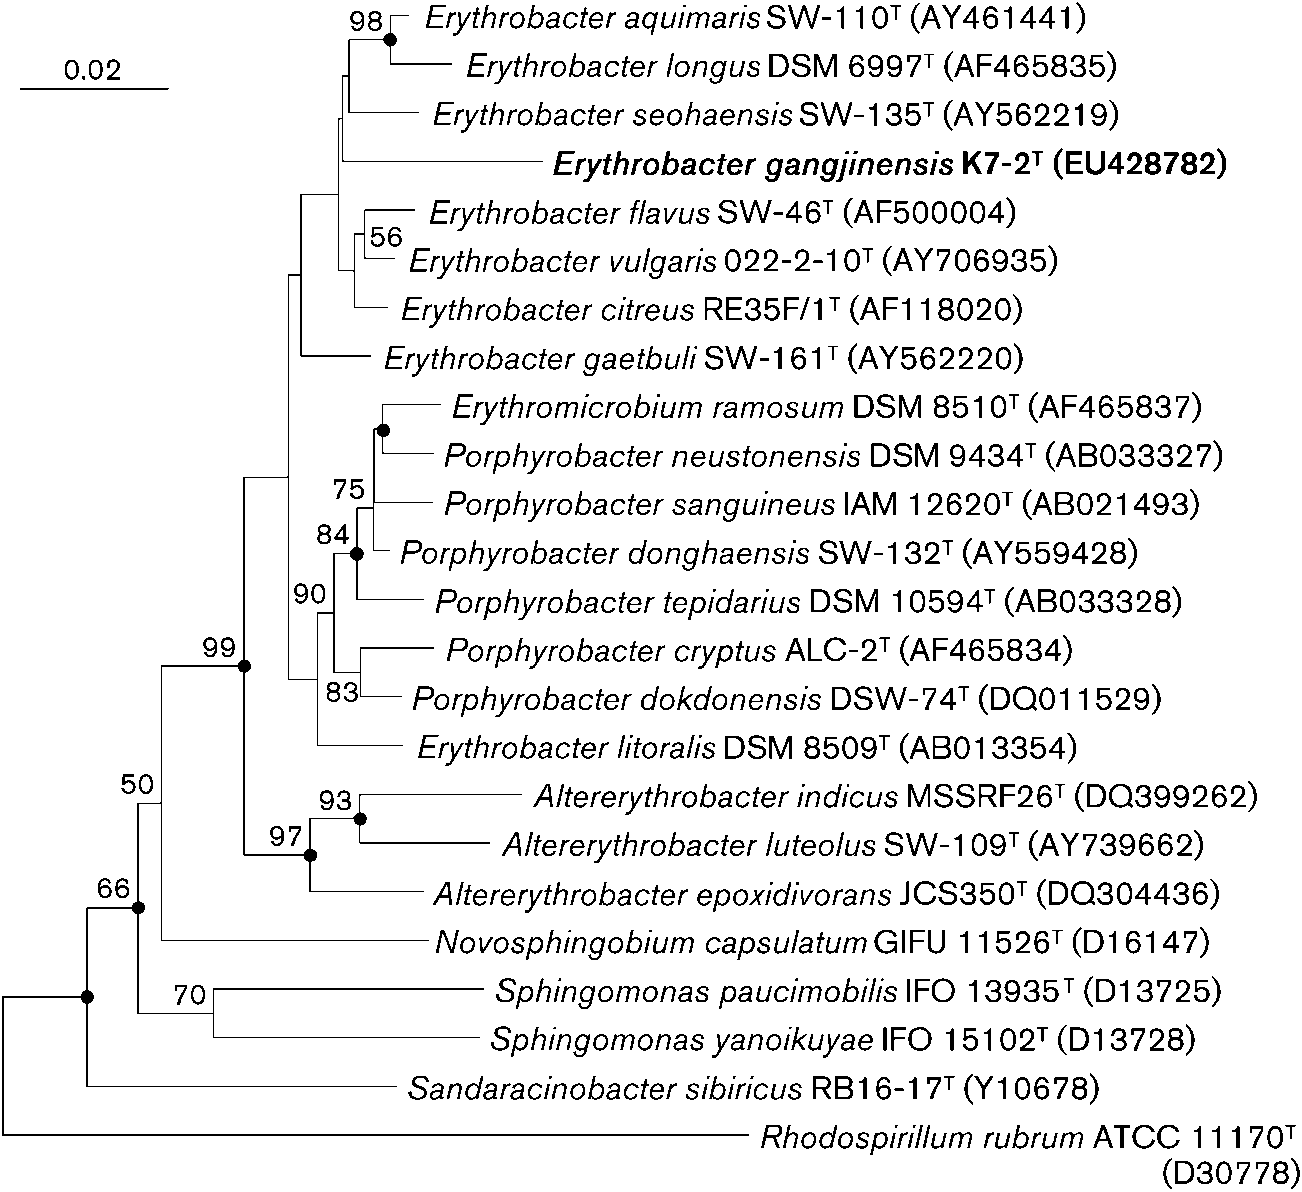 98
Erythrobacter aquimaris SW-110ᵀ (AY461441)
0.02
Erythrobacter longus DSM 6997ᵀ (AF465835)
Erythrobacter seohaensis SW-135ᵀ (AY562219)
Erythrobacter gangjinensis K7-2ᵀ (EU428782)
Erythrobacter flavus SW-46ᵀ (AF500004)
56
Erythrobacter vulgaris 022-2-10ᵀ (AY706935)
Erythrobacter citreus RE35F/1ᵀ (AF118020)
Erythrobacter gaetbuli SW-161ᵀ (AY562220)
Erythromicrobium ramosum DSM 8510ᵀ (AF465837)
Porphyrobacter neustonensis DSM 9434ᵀ (AB033327)
75
Porphyrobacter sanguineus IAM 12620ᵀ (AB021493)
84
Porphyrobacter donghaensis SW-132ᵀ (AY559428)
90
Porphyrobacter tepidarius DSM 10594ᵀ (AB033328)
99
Porphyrobacter cryptus ALC-2ᵀ (AF465834)
83
Porphyrobacter dokdonensis DSW-74ᵀ (DQ011529)
Erythrobacter litoralis DSM 8509ᵀ (AB013354)
50
93
Altererythrobacter indicus MSSRF26ᵀ (DQ399262)
97
Altererythrobacter luteolus SW-109ᵀ (AY739662)
66
Altererythrobacter epoxidivorans JCS350ᵀ (DQ304436)
Novosphingobium capsulatum GIFU 11526ᵀ (D16147)
70
Sphingomonas paucimobilis IFO 13935ᵀ (D13725)
Sphingomonas yanoikuyae IFO 15102ᵀ (D13728)
Sandaracinobacter sibiricus RB16-17ᵀ (Y10678)
Rhodospirillum rubrum ATCC 11170ᵀ
(D30778)